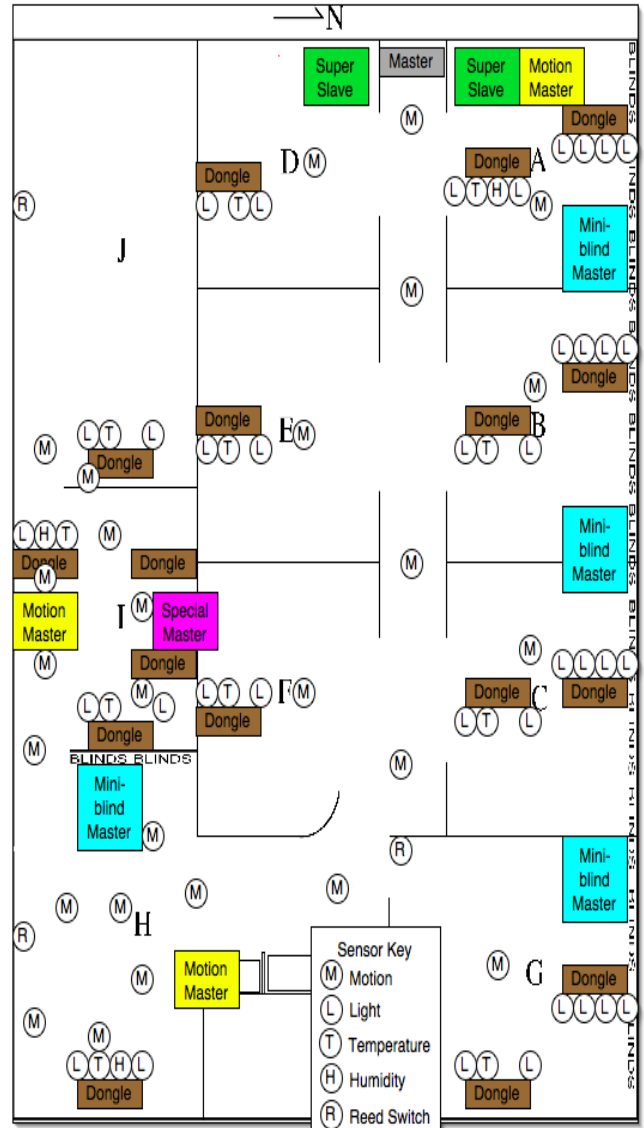 N
Super Slave
Master
Super Slave
Motion Master
Dongle
L L L L
M
D M
Dongle
L T L
Dongle A
L T H L M
R
J
Mini-blind Master
M
L L L L
Dongle
M
Dongle
L T L
E M
Dongle B
L T L
M
L T L
Dongle
M
L H T M
Dongle
M
Dongle
Mini-blind Master
M
Motion Master
I M
Special Master
M
Dongle
M
L T L
Dongle
L T L
Dongle
F M
M
L L L L
Dongle
Dongle C
L T L
M
BLINDS BLINDS
Mini-blind Master
M
M
R
Mini-blind Master
M M
H
M
M
R
M
Motion Master
M
M
L T H L
Dongle
Sensor Key
M Motion
L Light
T Temperature
H Humidity
R Reed Switch
M G
Dongle
L L L L
L T L
Dongle
BLINDS BLINDS BLINDS BLINDS BLINDS BLINDS